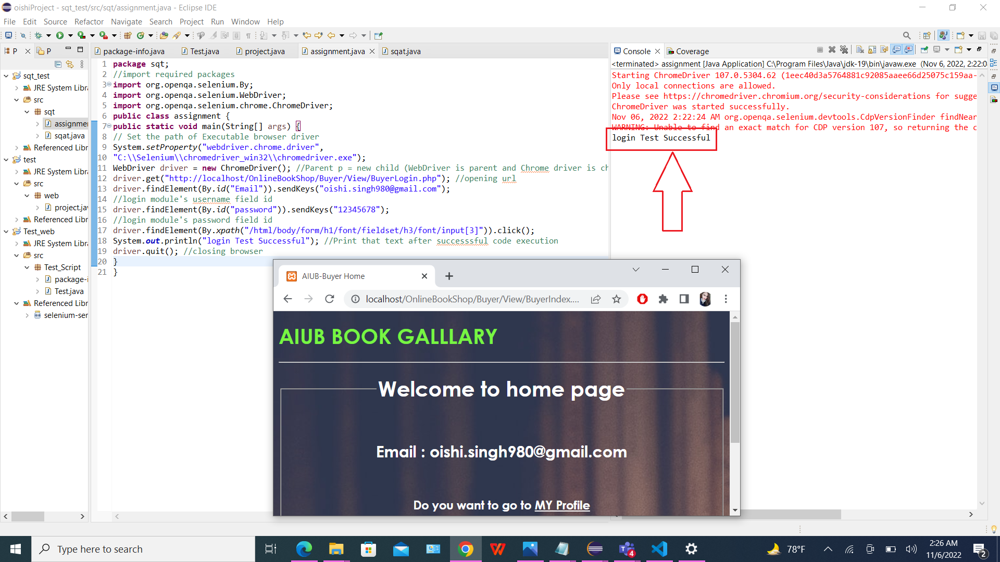 oishiProject - sqt_test/src/sqt/assignment.java - Eclipse IDE
File Edit Source Refactor Navigate Search Project Run Window Help
P P
package-info.java Test.java project.java assignment.java sqat.java
sqt_test
JRE System Libra
src
sqt
assignmen
sqat.java
Referenced Libr
test
JRE System Libra
src
web
project.jav
Referenced Libr
Test_web
JRE System Libra
src
Test_Script
package-i
Test.java
Referenced Libr
selenium-ser
1 package sqt;
2 //import required packages
3 import org.openqa.selenium.By;
4 import org.openqa.selenium.WebDriver;
5 import org.openqa.selenium.chrome.ChromeDriver;
6 public class assignment {
7 public static void main(String[] args) {
8 // Set the path of Executable browser driver
9 System.setProperty("webdriver.chrome.driver",
10 "C:\\Selenium\\chromedriver_win32\\chromedriver.exe");
11 WebDriver driver = new ChromeDriver(); //Parent p = new child (WebDriver is parent and Chrome driver is ch
12 driver.get("http://localhost/OnlineBookShop/Buyer/View/BuyerLogin.php"); //opening url
13 driver.findElement(By.id("Email")).sendKeys("oishi.singh980@gmail.com");
14 //login module's username field id
15 driver.findElement(By.id("password")).sendKeys("12345678");
16 //login module's password field id
17 driver.findElement(By.xpath("/html/body/form/h1/font/fieldset/h3/font/input[3]")).click();
18 System.out.println("login Test Successful"); //Print that text after successsful code execution
19 driver.quit(); //closing browser
20 }
21 }
Console Coverage
<terminated> assignment [Java Application] C:\Program Files\Java\jdk-19\bin\javaw.exe (Nov 6, 2022, 2:22:0
Starting ChromeDriver 107.0.5304.62 (1eec40d3a5764881c92085aaee66d25075c159aa-
Only local connections are allowed.
Please see https://chromedriver.chromium.org/security-considerations for sugge
ChromeDriver was started successfully.
Nov 06, 2022 2:22:24 AM org.openqa.selenium.devtools.CdpVersionFinder findNear
WARNING: Unable to find an exact match for CDP version 107, so returning the c
login Test Successful
AIUB-Buyer Home
localhost/OnlineBookShop/Buyer/View/BuyerIndex....
AIUB BOOK GALLLARY
Welcome to home page
Email : oishi.singh980@gmail.com
Do you want to go to MY Profile
Type here to search
4
78°F
2:26 AM
11/6/2022
2